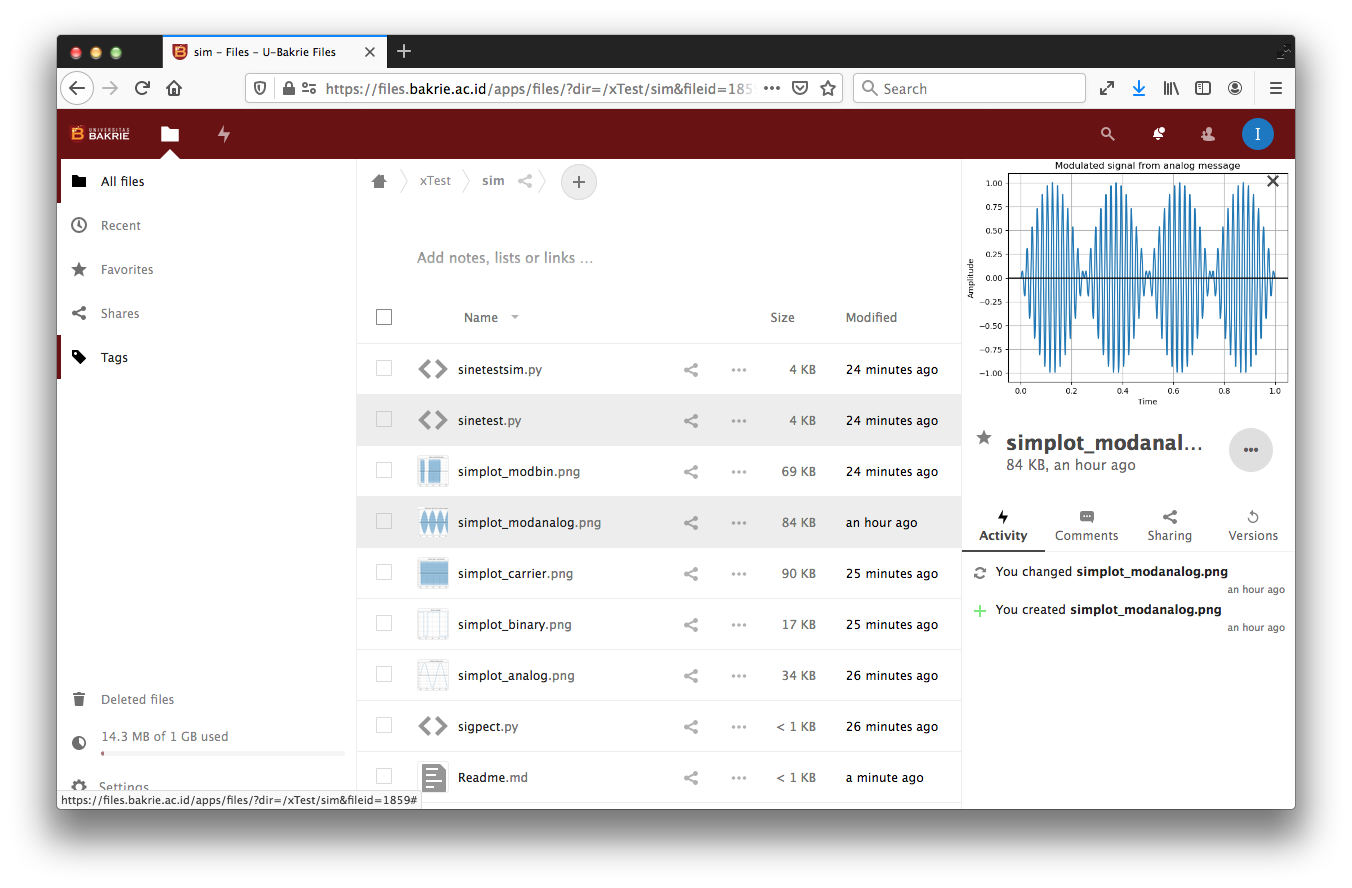 sim – Files – U-Bakrie Files
https://files.bakrie.ac.id/apps/files/?dir=/xTest/sim&fileid=185
Search
UNIVERSITAS
BAKRIE
I
All files
Recent
Favorites
Shares
Tags
Deleted files
14.3 MB of 1 GB used
Settings
https://files.bakrie.ac.id/apps/files/?dir=/xTest/sim&fileid=1859#
xTest
sim
Add notes, lists or links ...
Name Size Modified
sinetestsim.py 4 KB 24 minutes ago
sinetest.py 4 KB 24 minutes ago
simplot_modbin.png 69 KB 24 minutes ago
simplot_modanalog.png 84 KB an hour ago
simplot_carrier.png 90 KB 25 minutes ago
simplot_binary.png 17 KB 25 minutes ago
simplot_analog.png 34 KB 26 minutes ago
sigpect.py < 1 KB 26 minutes ago
Readme.md < 1 KB a minute ago
Modulated signal from analog message
1.00
0.75
0.50
0.25
0.00
−0.25
−0.50
−0.75
−1.00
Amplitude
0.0 0.2 0.4 0.6 0.8 1.0
Time
simplot_modanal...
84 KB, an hour ago
Activity Comments Sharing Versions
You changed simplot_modanalog.png
an hour ago
You created simplot_modanalog.png
an hour ago